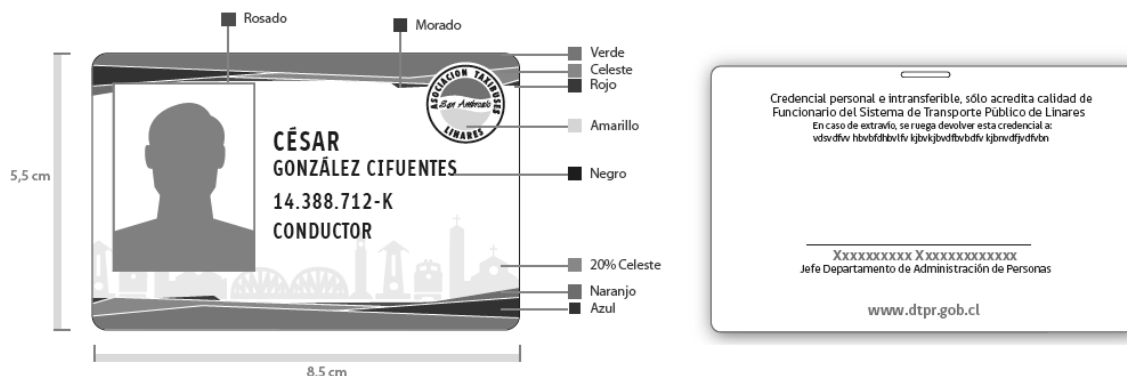 Rosado
Morado
Verde
Celeste
Rojo
Amarillo
Negro
20% Celeste
Naranjo
Azul
5,5 cm
8,5 cm
ASOCIACION TAXIBUSES
San Ambrosio
LINARES
CÉSAR
GONZÁLEZ CIFUENTES
14.388.712-K
CONDUCTOR
Credencial personal e intransferible, sólo acredita calidad de
Funcionario del Sistema de Transporte Público de Linares
En caso de extravío, se ruega devolver esta credencial a:
vdsvdfvv hbvbfdhbvlfv kjbvkjbvdfbvbdfv kjbnvdfjvdfvbn
Xxxxxxxxxx Xxxxxxxxxxxxx
Jefe Departamento de Administración de Personas
www.dtpr.gob.cl